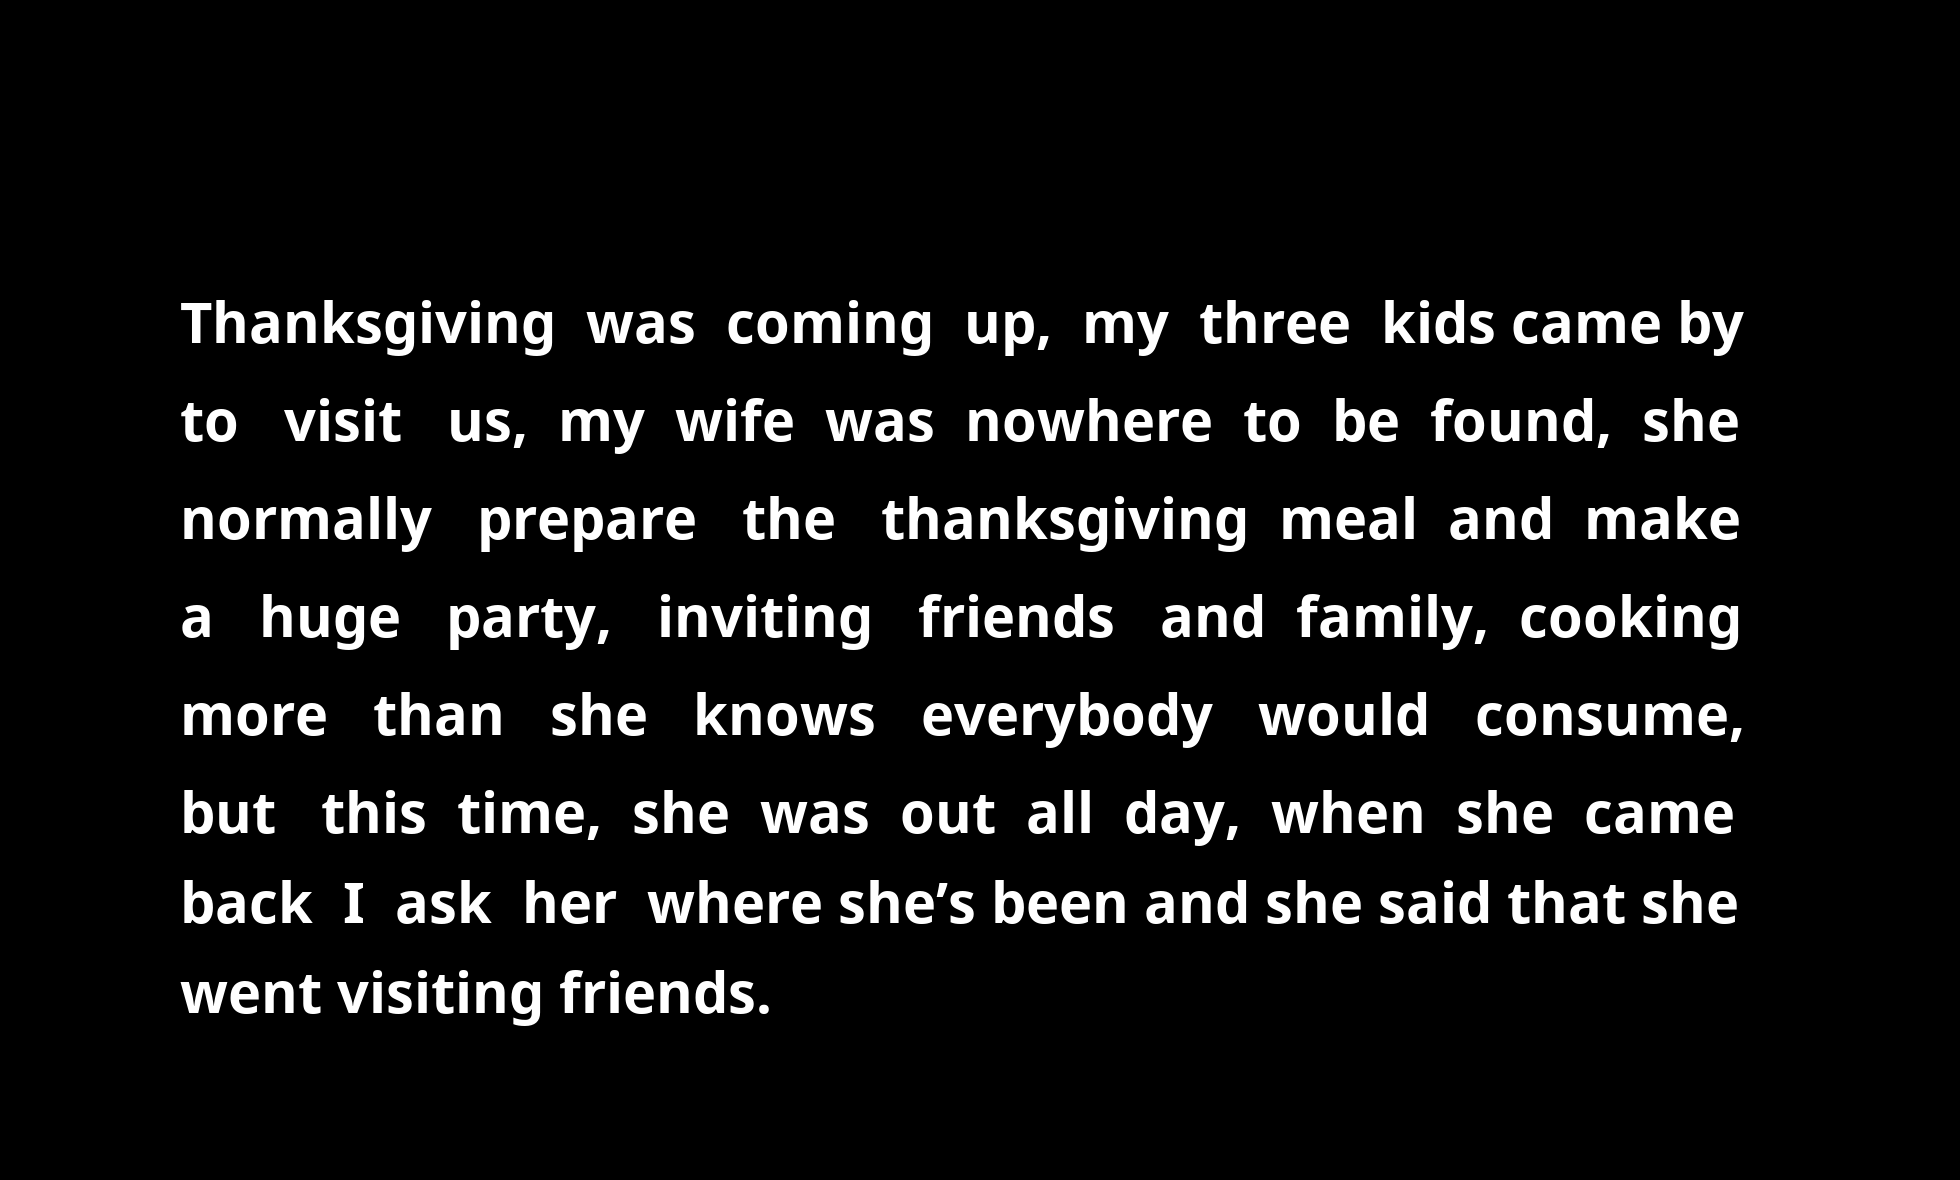 Thanksgiving was coming up, my three kids came by
to visit us, my wife was nowhere to be found, she
normally prepare the thanksgiving meal and make
a huge party, inviting friends and family, cooking
more than she knows everybody would consume,
but this time, she was out all day, when she came
back I ask her where she’s been and she said that she
went visiting friends.